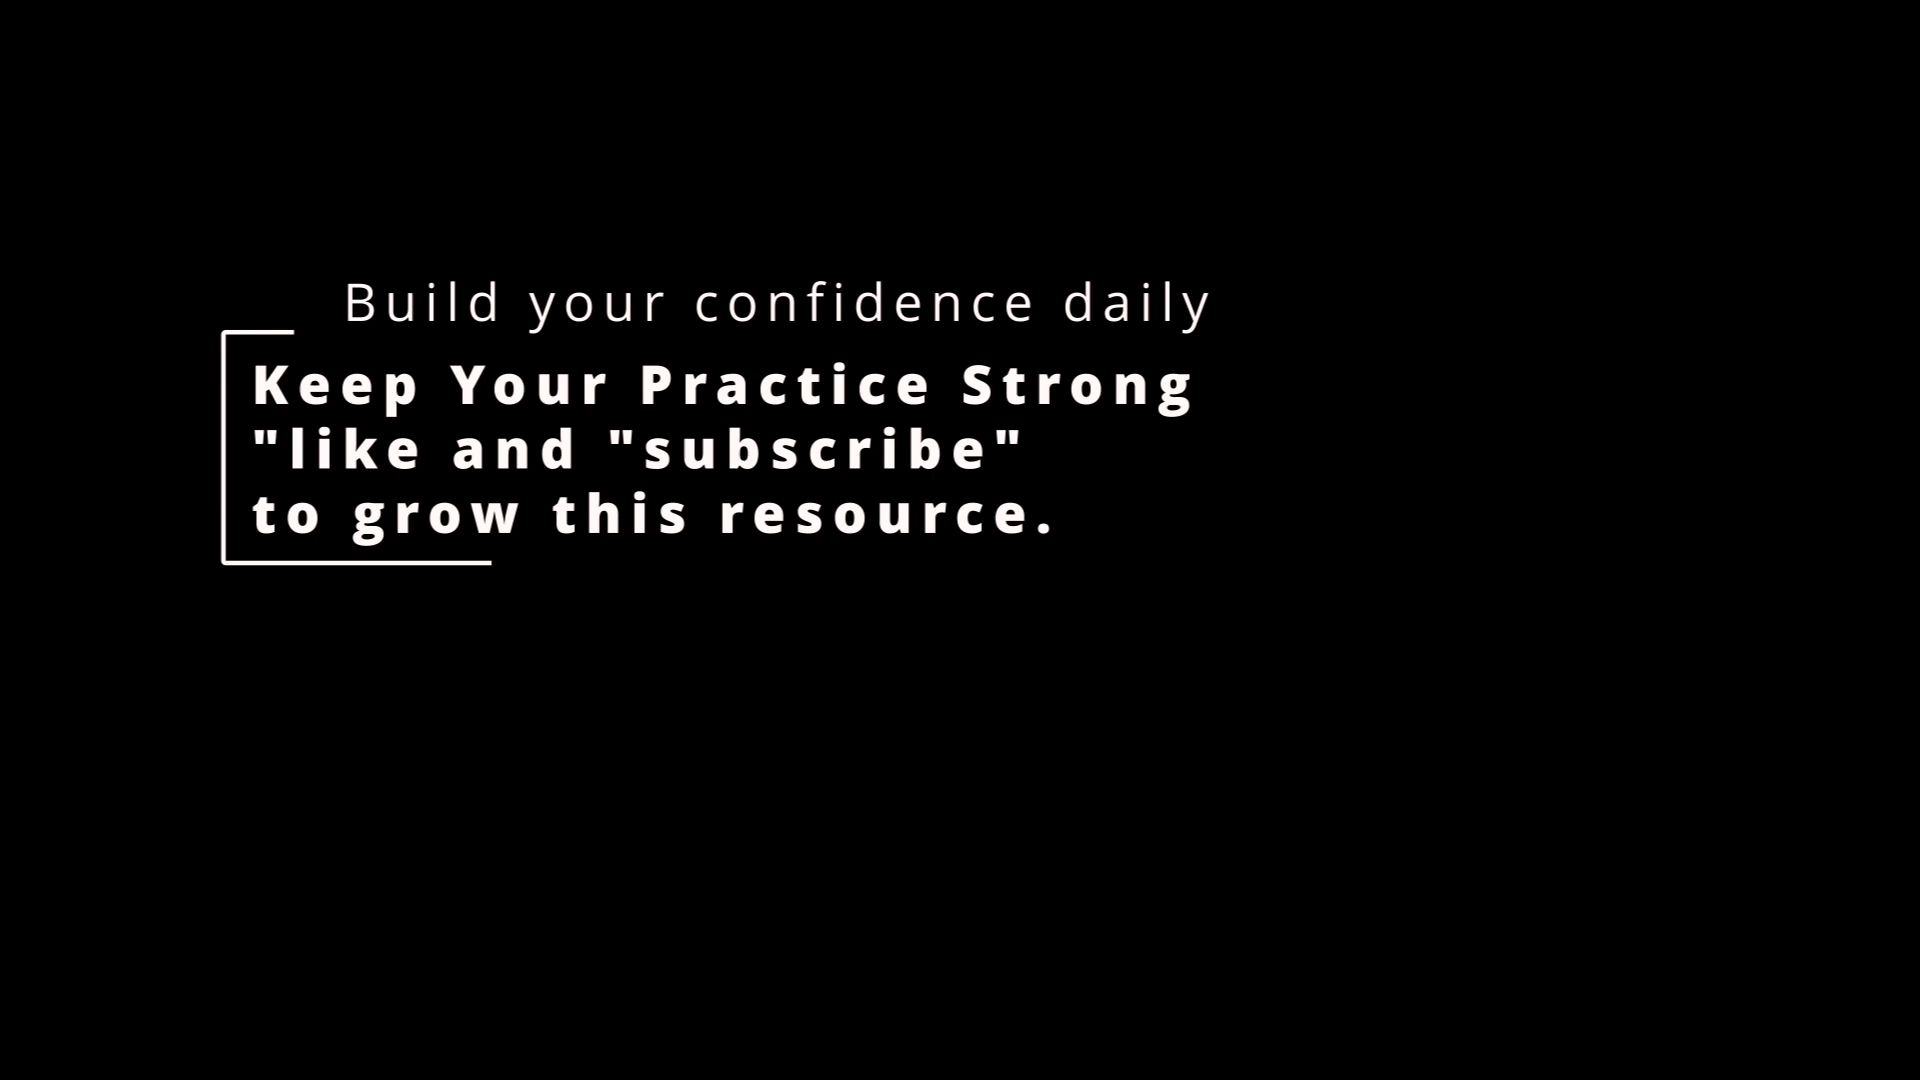 Build your confidence daily
Keep Your Practice Strong
"like and "subscribe"
to grow this resource.